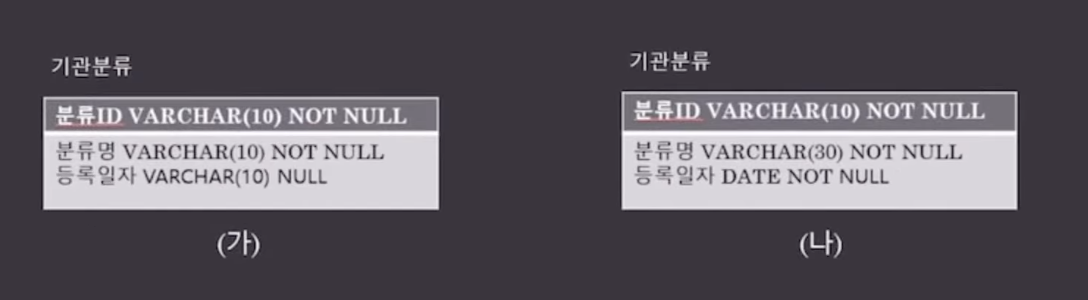 기관분류
분류ID VARCHAR(10) NOT NULL
분류명 VARCHAR(10) NOT NULL
등록일자 VARCHAR(10) NULL
(가)
기관분류
분류ID VARCHAR(10) NOT NULL
분류명 VARCHAR(30) NOT NULL
등록일자 DATE NOT NULL
(나)